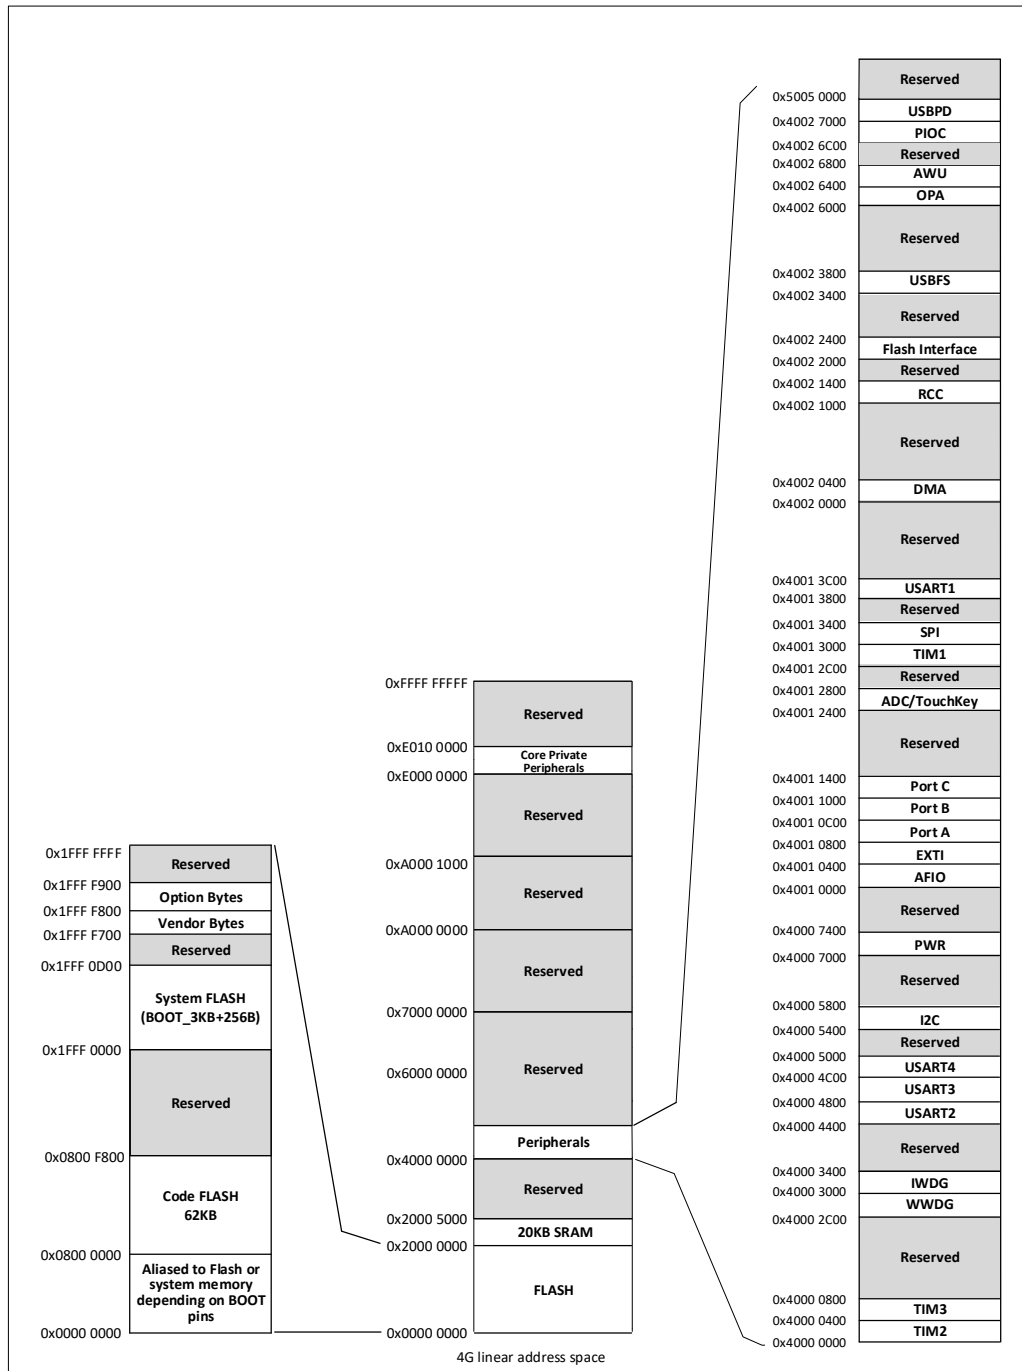 0x1FFF FFFF
Reserved
0x1FFF F900
Option Bytes
0x1FFF F800
Vendor Bytes
0x1FFF F700
Reserved
0x1FFF 0D00
System FLASH
(BOOT_3KB+256B)
0x1FFF 0000
Reserved
0x0800 F800
Code FLASH
62KB
0x0800 0000
Aliased to Flash or
system memory
depending on BOOT
pins
0x0000 0000
0xFFFF FFFFF
Reserved
0xE010 0000
Core Private
Peripherals
0xE000 0000
Reserved
0xA000 1000
Reserved
0xA000 0000
Reserved
0x7000 0000
Reserved
0x6000 0000
Peripherals
0x4000 0000
Reserved
0x2000 5000
20KB SRAM
0x2000 0000
FLASH
0x0000 0000
4G linear address space
Reserved
0x5005 0000
USBPD
0x4002 7000
PIOC
0x4002 6C00
Reserved
0x4002 6800
AWU
0x4002 6400
OPA
0x4002 6000
Reserved
0x4002 3800
USBFS
0x4002 3400
Reserved
0x4002 2400
Flash Interface
0x4002 2000
Reserved
0x4002 1400
RCC
0x4002 1000
Reserved
0x4002 0400
DMA
0x4002 0000
Reserved
0x4001 3C00
USART1
0x4001 3800
Reserved
0x4001 3400
SPI
0x4001 3000
TIM1
0x4001 2C00
Reserved
0x4001 2800
ADC/TouchKey
0x4001 2400
Reserved
0x4001 1400
Port C
0x4001 1000
Port B
0x4001 0C00
Port A
0x4001 0800
EXTI
0x4001 0400
AFIO
0x4001 0000
Reserved
0x4000 7400
PWR
0x4000 7000
Reserved
0x4000 5800
I2C
0x4000 5400
Reserved
0x4000 5000
USART4
0x4000 4C00
USART3
0x4000 4800
USART2
0x4000 4400
Reserved
0x4000 3400
IWDG
0x4000 3000
WWDG
0x4000 2C00
Reserved
0x4000 0800
TIM3
0x4000 0400
TIM2
0x4000 0000